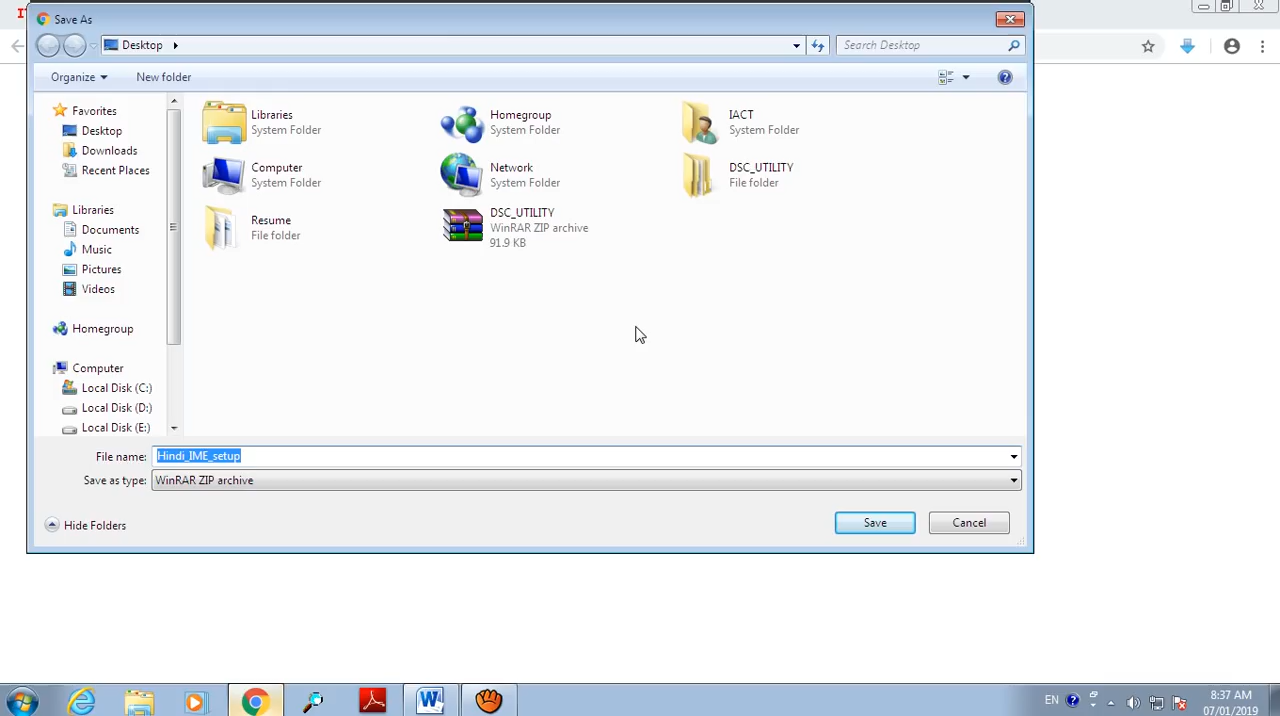 Save As
Desktop
Search Desktop
Organize
New folder
Favorites
Desktop
Downloads
Recent Places
Libraries
Documents
Music
Pictures
Videos
Homegroup
Computer
Local Disk (C:)
Local Disk (D:)
Local Disk (E:)
Libraries
System Folder
Homegroup
System Folder
IACT
System Folder
Computer
System Folder
Network
System Folder
DSC_UTILITY
File folder
Resume
File folder
DSC_UTILITY
WinRAR ZIP archive
91.9 KB
File name: Hindi_IME_setup
Save as type: WinRAR ZIP archive
Hide Folders
Save
Cancel
EN
8:37 AM
07/01/2019